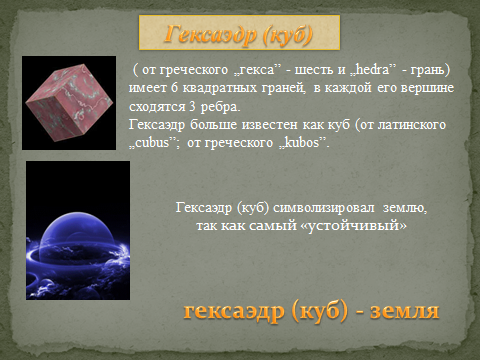 Гексаэдр (куб)
( от греческого „гекса” - шесть и „hedra” - грань)
имеет 6 квадратных граней, в каждой его вершине
сходятся 3 ребра.
Гексаэдр больше известен как куб (от латинского
„cubus”; от греческого „kubos”.
Гексаэдр (куб) символизировал землю,
так как самый «устойчивый»
гексаэдр (куб) - земля